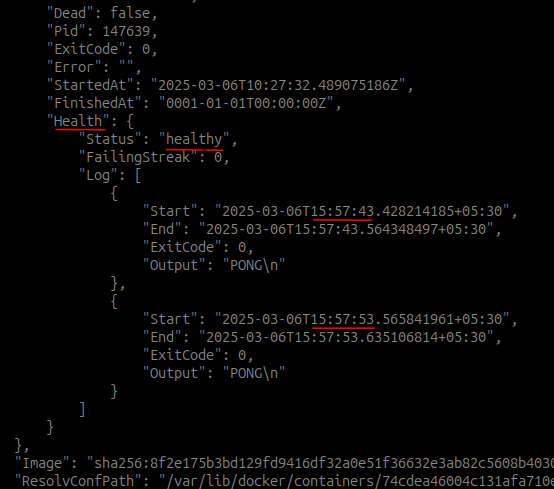 "Dead": false,
"Pid": 147639,
"ExitCode": 0,
"Error": "",
"StartedAt": "2025-03-06T10:27:32.489075186Z",
"FinishedAt": "0001-01-01T00:00:00Z",
"Health": {
"Status": "healthy",
"FailingStreak": 0,
"Log": [
{
"Start": "2025-03-06T15:57:43.428214185+05:30",
"End": "2025-03-06T15:57:43.564348497+05:30",
"ExitCode": 0,
"Output": "PONG\n"
},
{
"Start": "2025-03-06T15:57:53.565841961+05:30",
"End": "2025-03-06T15:57:53.635106814+05:30",
"ExitCode": 0,
"Output": "PONG\n"
}
]
}
},
"Image": "sha256:8f2e175b3bd129fd9416df32a0e51f36632e3ab82c5608b4030
"ResolvConfPath": "/var/lib/docker/containers/74cdea46004c131afa710e